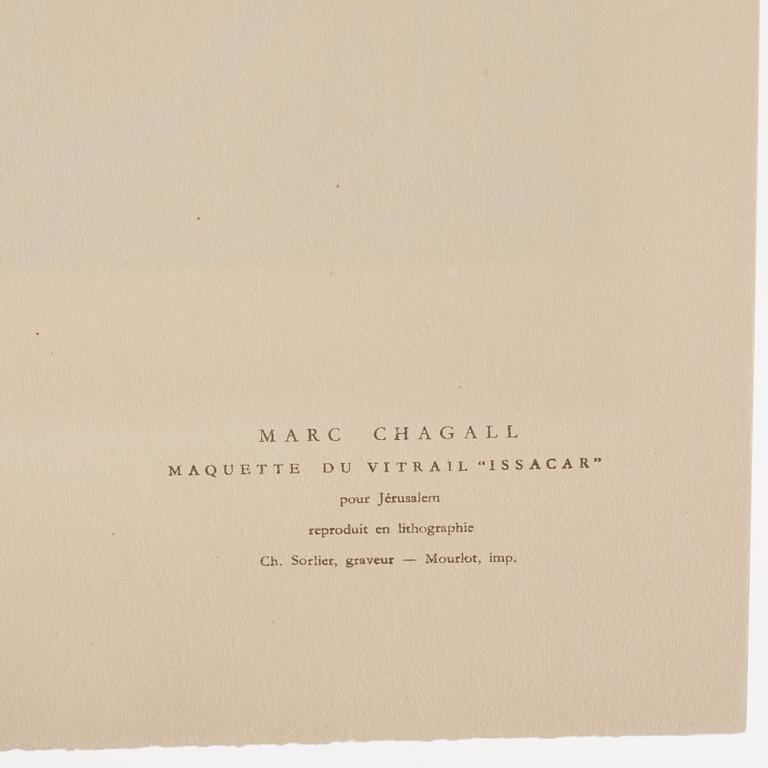 MARC CHAGALL
MAQUETTE DU VITRAIL “ISSACAR”
pour Jérusalem
reproduit en lithographie
Ch. Sorlier, graveur — Mourlot, imp.